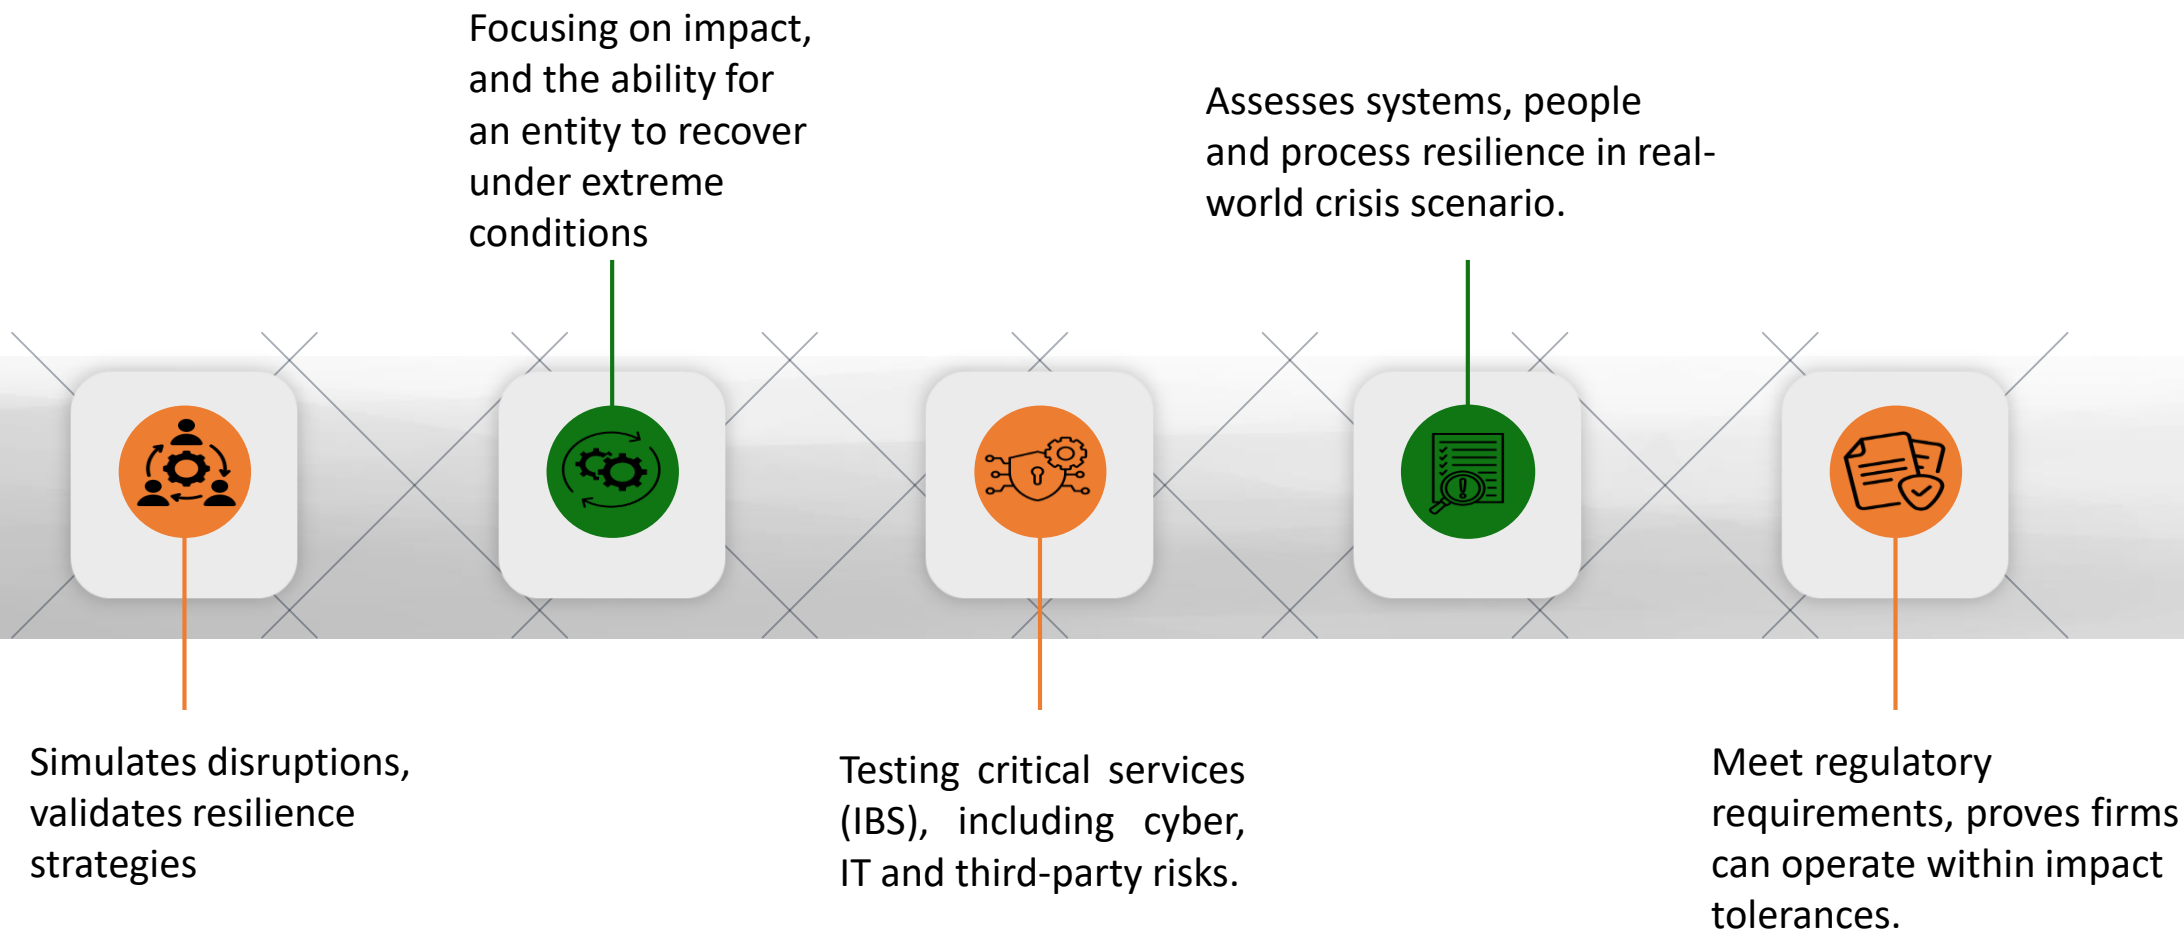 Focusing on impact,
and the ability for
an entity to recover
under extreme
conditions
Assesses systems, people
and process resilience in real-
world crisis scenario.
Simulates disruptions,
validates resilience
strategies
Testing critical services
(IBS), including cyber,
IT and third-party risks.
Meet regulatory
requirements, proves firms
can operate within impact
tolerances.